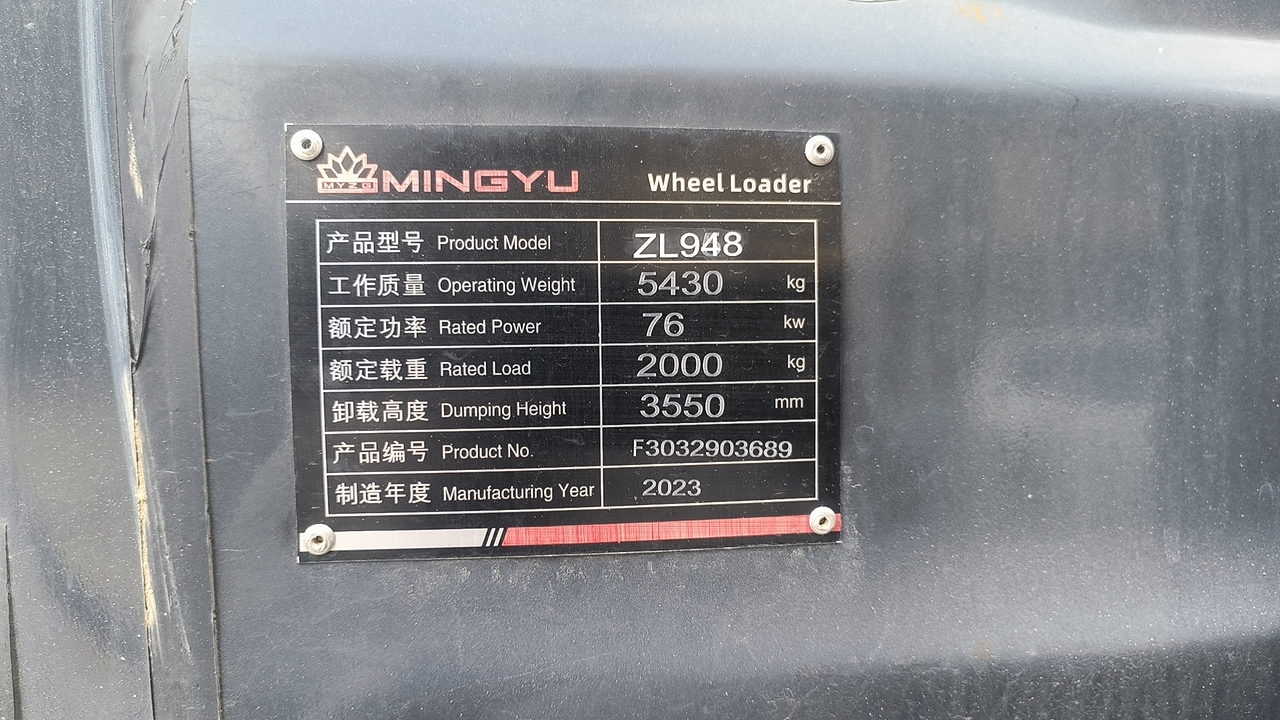 MYZG MINGYU Wheel Loader
产品型号 Product Model ZL948
工作质量 Operating Weight 5430 kg
额定功率 Rated Power 76 kw
额定载重 Rated Load 2000 kg
卸载高度 Dumping Height 3550 mm
产品编号 Product No. F3032903689
制造年度 Manufacturing Year 2023